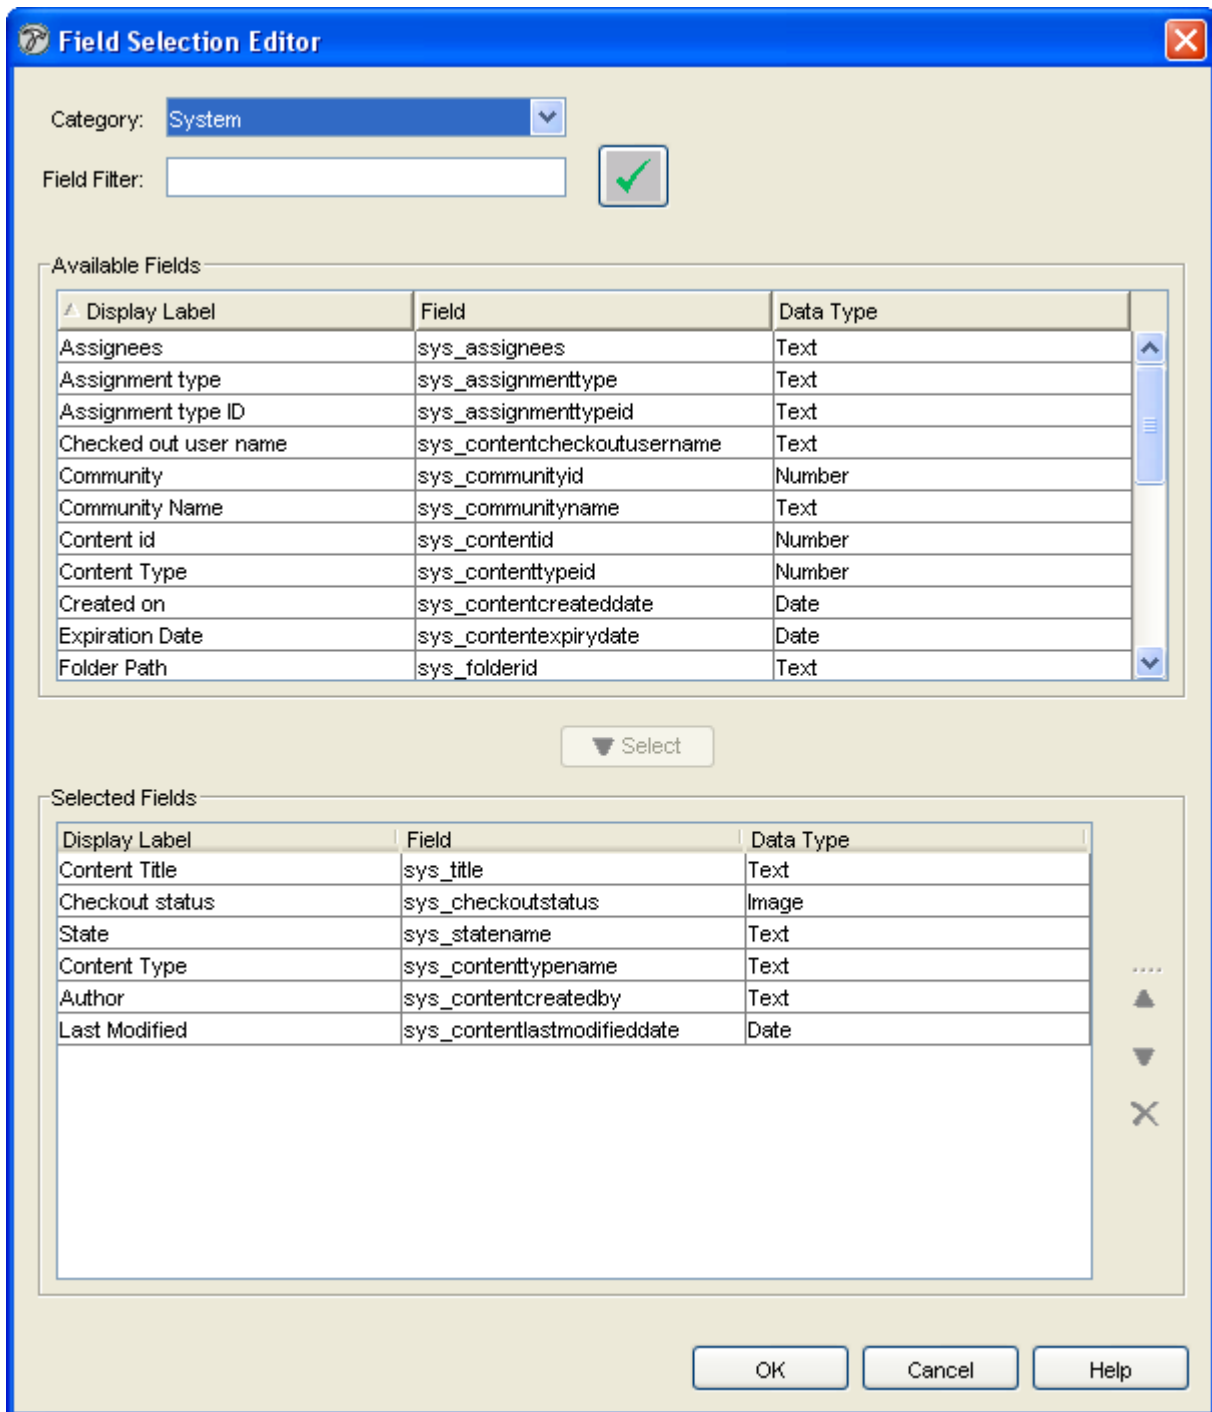 Field Selection Editor
Category: System
Field Filter:
Available Fields
Display Label Field Data Type
Assignees sys_assignees Text
Assignment type sys_assignmenttype Text
Assignment type ID sys_assignmenttypeid Text
Checked out user name sys_contentcheckoutusername Text
Community sys_communityid Number
Community Name sys_communityname Text
Content id sys_contentid Number
Content Type sys_contenttypeid Number
Created on sys_contentcreateddate Date
Expiration Date sys_contentexpirydate Date
Folder Path sys_folderid Text
Select
Selected Fields
Display Label Field Data Type
Content Title sys_title Text
Checkout status sys_checkoutstatus Image
State sys_statename Text
Content Type sys_contenttypename Text
Author sys_contentcreatedby Text
Last Modified sys_contentlastmodifieddate Date
OK Cancel Help